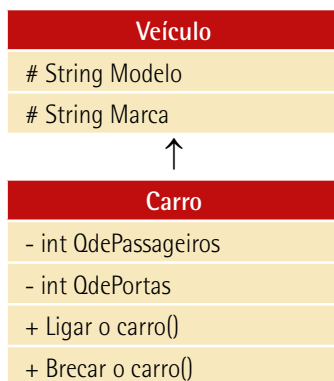 Veículo
# String Modelo
# String Marca
Carro
- int QdePassageiros
- int QdePortas
+ Ligar o carro()
+ Brecar o carro()